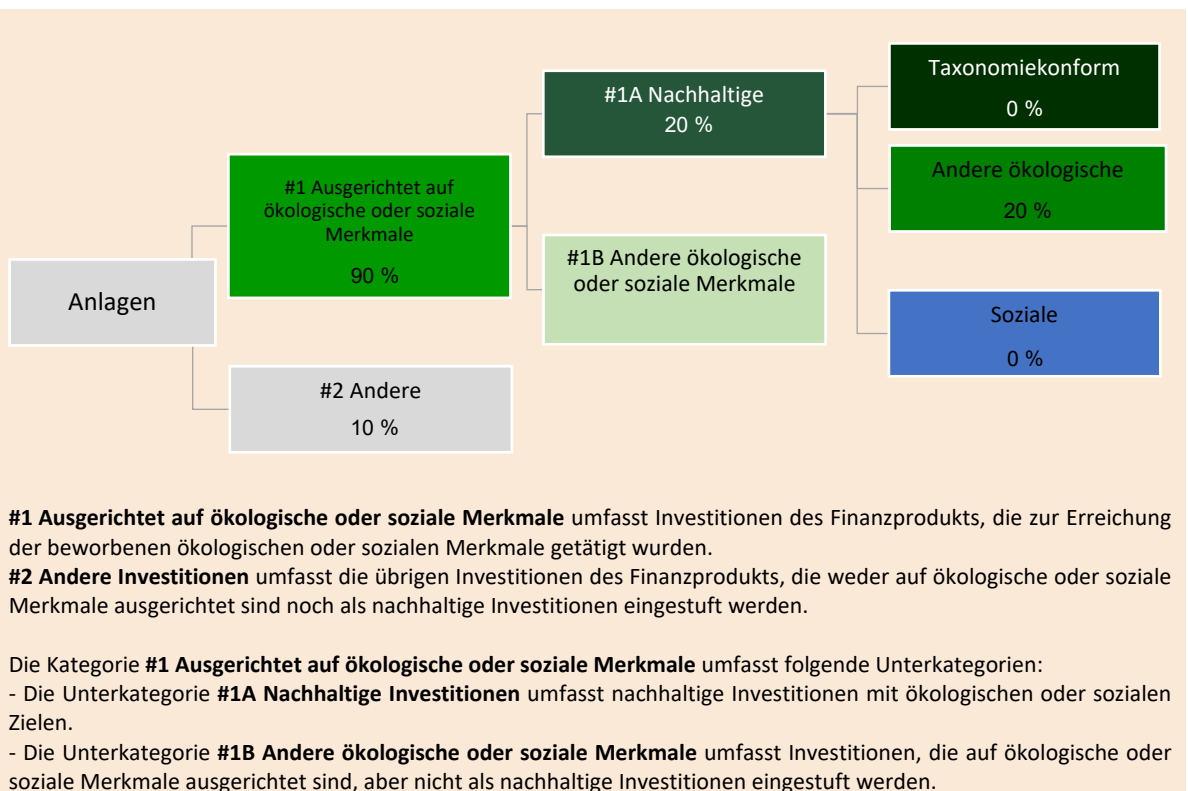 Anlagen
#1 Ausgerichtet auf
ökologische oder soziale
Merkmale
90 %
#2 Andere
10 %
#1A Nachhaltige
20 %
#1B Andere ökologische
oder soziale Merkmale
Taxonomiekonform
0 %
Andere ökologische
20 %
Soziale
0 %
#1 Ausgerichtet auf ökologische oder soziale Merkmale umfasst Investitionen des Finanzprodukts, die zur Erreichung
der beworbenen ökologischen oder sozialen Merkmale getätigt wurden.
#2 Andere Investitionen umfasst die übrigen Investitionen des Finanzprodukts, die weder auf ökologische oder soziale
Merkmale ausgerichtet sind noch als nachhaltige Investitionen eingestuft werden.
Die Kategorie #1 Ausgerichtet auf ökologische oder soziale Merkmale umfasst folgende Unterkategorien:
- Die Unterkategorie #1A Nachhaltige Investitionen umfasst nachhaltige Investitionen mit ökologischen oder sozialen
Zielen.
- Die Unterkategorie #1B Andere ökologische oder soziale Merkmale umfasst Investitionen, die auf ökologische oder
soziale Merkmale ausgerichtet sind, aber nicht als nachhaltige Investitionen eingestuft werden.